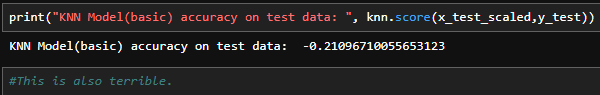 print("KNN Model(basic) accuracy on test data: ", knn.score(x_test_scaled,y_test))
KNN Model(basic) accuracy on test data:  -0.21096710055653123
#This is also terrible.